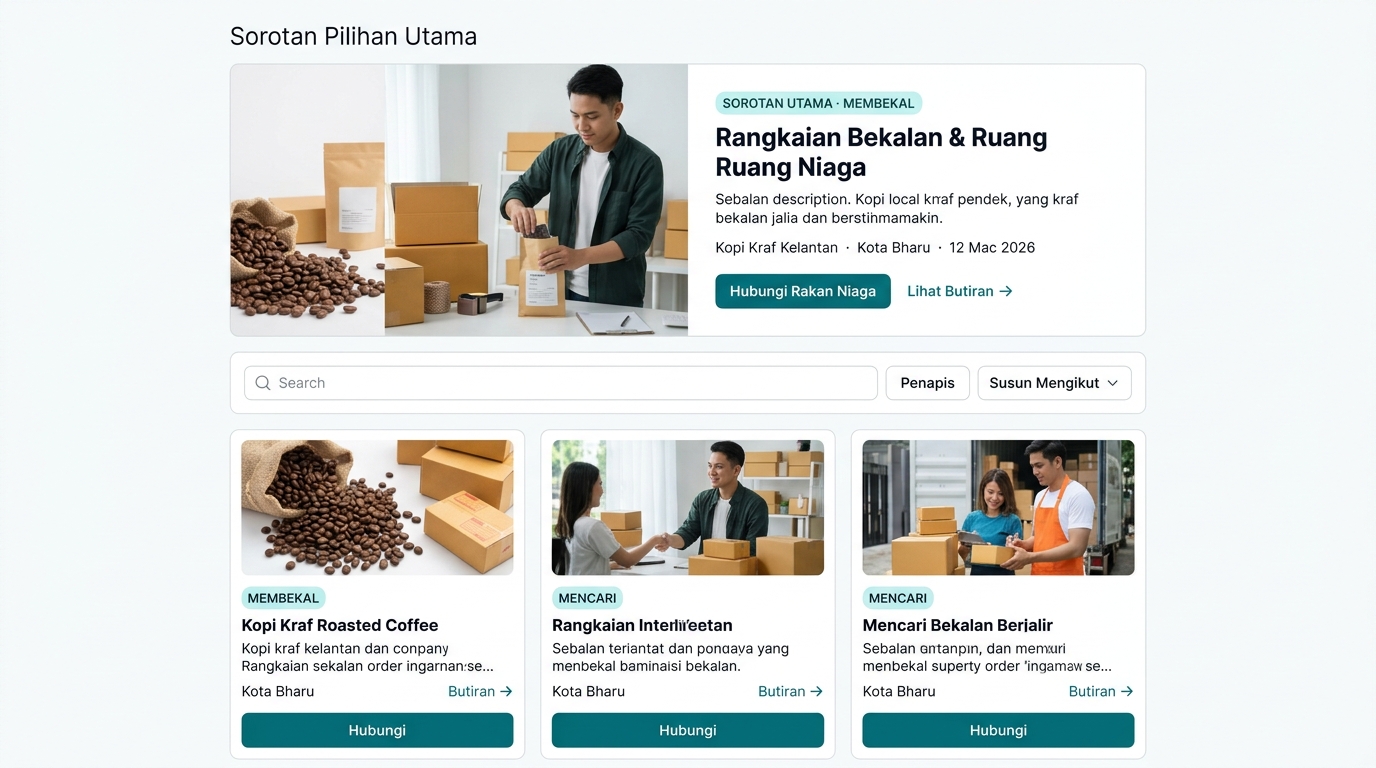 Sorotan Pilihan Utama
SOROTAN UTAMA · MEMBEKAL
Rangkaian Bekalan & Ruang
Ruang Niaga
Sebalan description. Kopi local kraf pendek, yang kraf
bekalan jalia dan berstihmamakin.
Kopi Kraf Kelantan · Kota Bharu · 12 Mac 2026
Hubungi Rakan Niaga
Lihat Butiran →
Search
Penapis
Susun Mengikut
MEMBEKAL
Kopi Kraf Roasted Coffee
Kopi kraf kelantan dan conpany
Rangkaian sekalan order
Kota Bharu
Butiran →
Hubungi
MENCARI
Rangkaian
Sebalan teriantat dan pondaya yang
menbekal baminaisi bekalan.
Kota Bharu
Butiran →
Hubungi
MENCARI
Mencari Bekalan Berjalir
Sebalan dan
menbekal superty order
Kota Bharu
Butiran →
Hubungi